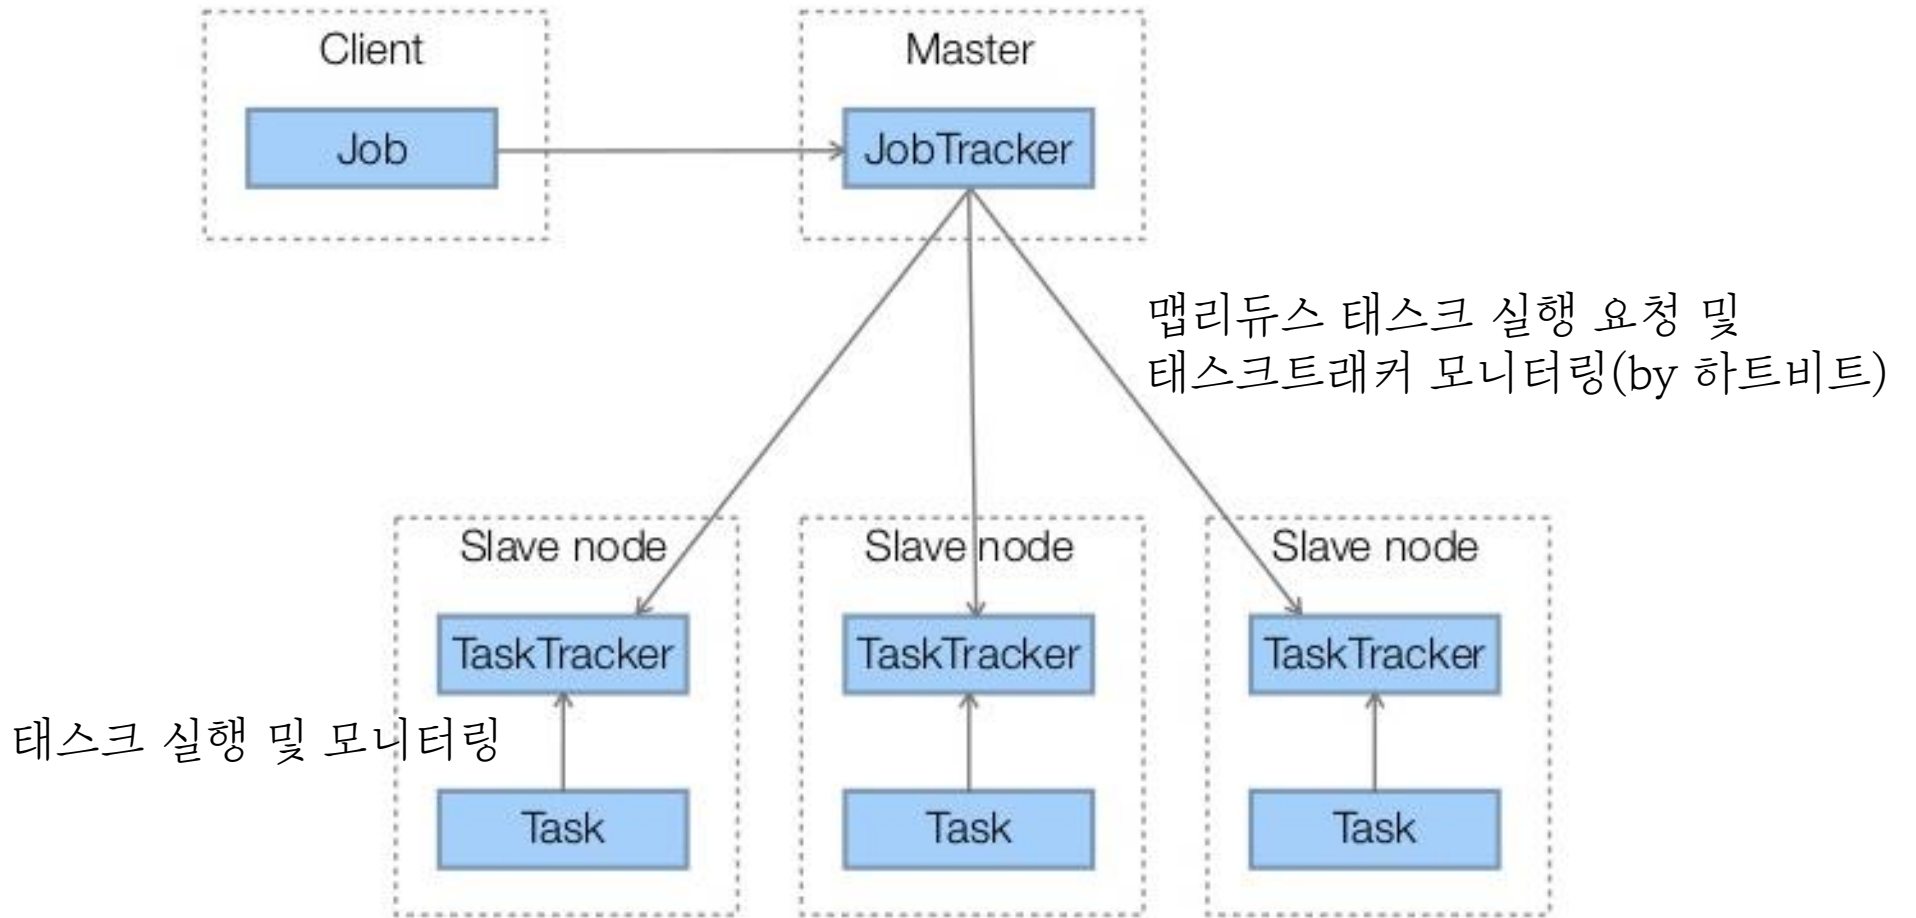 Client
Master
Job
JobTracker
맵리듀스 태스크 실행 요청 및
태스크트래커 모니터링(by 하트비트)
Slave node
Slave node
Slave node
TaskTracker
TaskTracker
TaskTracker
태스크 실행 및 모니터링
Task
Task
Task